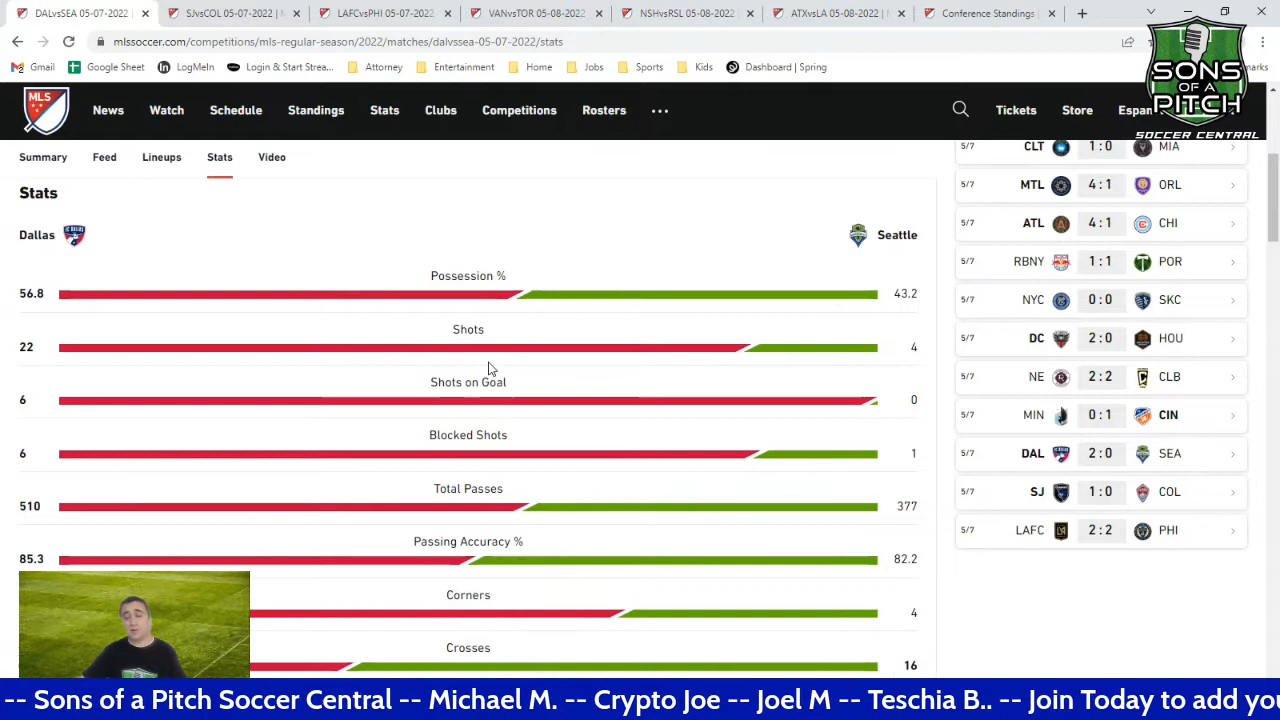 DALvsSEA 05-07-2022 |
SJvsCOL 05-07-2022 | M
LAFCvsPHI 05-07-2022
VANvsTOR 05-08-2022
NSHvsRSL 05-08-2022 |
ATXvsLA 05-08-2022 | M
Conference Standings |
mlssoccer.com/competitions/mls-regular-season/2022/matches/dalvssea-05-07-2022/stats
Gmail
Google Sheet
LogMeIn
Login & Start Strea...
Attorney
Entertainment
Home
Jobs
Sports
Kids
Dashboard | Spring
SONS
OF A
PITCH
SOCCER CENTRAL
MLS
News
Watch
Schedule
Standings
Stats
Clubs
Competitions
Rosters
Tickets
Store
Summary
Feed
Lineups
Stats
Video
Stats
Dallas
Seattle
Possession %
56.8 43.2
Shots
22 4
Shots on Goal
6 0
Blocked Shots
6 1
Total Passes
510 377
Passing Accuracy %
85.3 82.2
Corners
4
Crosses
16
5/7 CLT 1:0 MIA
5/7 MTL 4:1 ORL
5/7 ATL 4:1 CHI
5/7 RBNY 1:1 POR
5/7 NYC 0:0 SKC
5/7 DC 2:0 HOU
5/7 NE 2:2 CLB
5/7 MIN 0:1 CIN
5/7 DAL 2:0 SEA
5/7 SJ 1:0 COL
5/7 LAFC 2:2 PHI
-- Sons of a Pitch Soccer Central -- Michael M. -- Crypto Joe -- Joel M -- Teschia B.. -- Join Today to add you